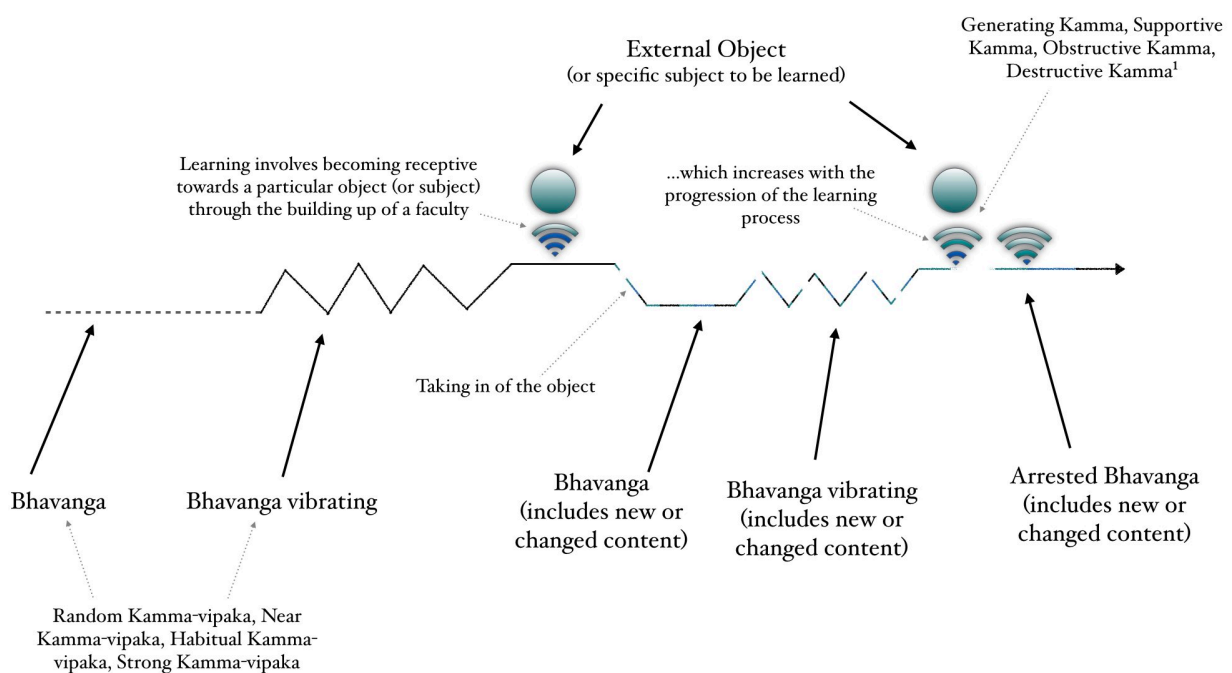 Generating Kamma, Supportive
Kamma, Obstructive Kamma,
Destructive Kamma¹
External Object
(or specific subject to be learned)
Learning involves becoming receptive
towards a particular object (or subject)
through the building up of a faculty
...which increases with the
progression of the learning
process
Taking in of the object
Bhavanga
Bhavanga vibrating
Bhavanga
(includes new or
changed content)
Bhavanga vibrating
(includes new or
changed content)
Arrested Bhavanga
(includes new or
changed content)
Random Kamma-vipaka, Near
Kamma-vipaka, Habitual Kamma-
vipaka, Strong Kamma-vipaka